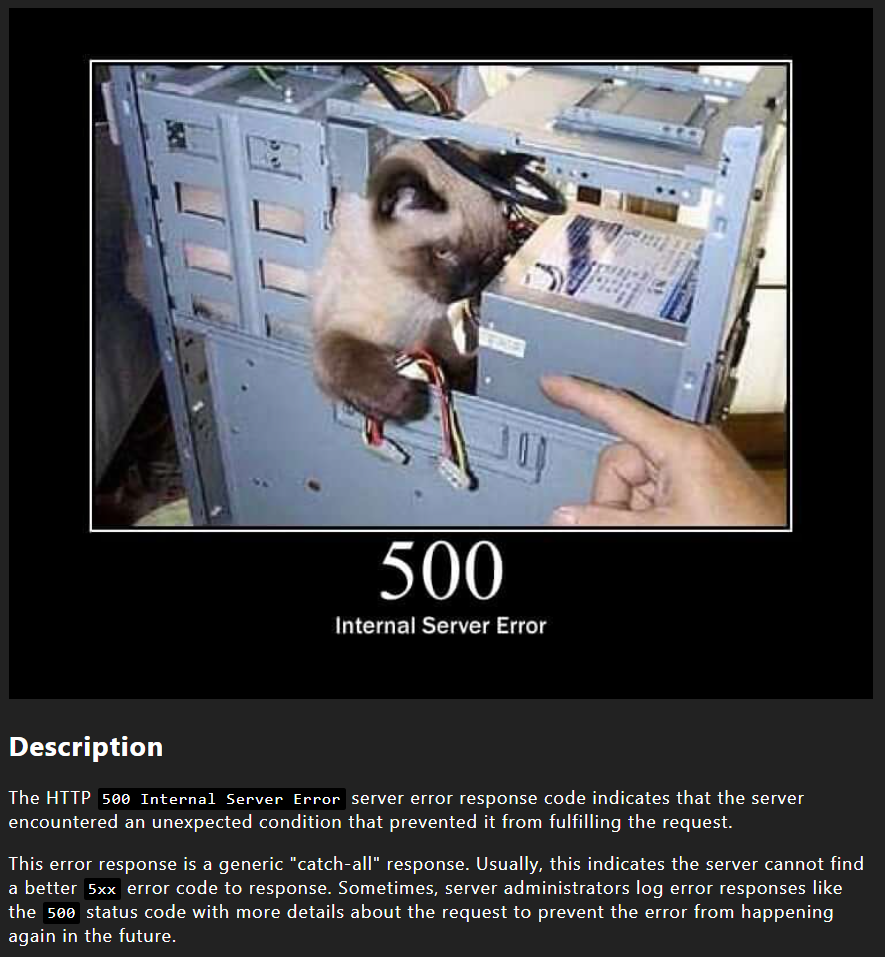 500
Internal Server Error
Description
The HTTP 500 Internal Server Error server error response code indicates that the server
encountered an unexpected condition that prevented it from fulfilling the request.
This error response is a generic "catch-all" response. Usually, this indicates the server cannot find
a better 5xx error code to response. Sometimes, server administrators log error responses like
the 500 status code with more details about the request to prevent the error from happening
again in the future.